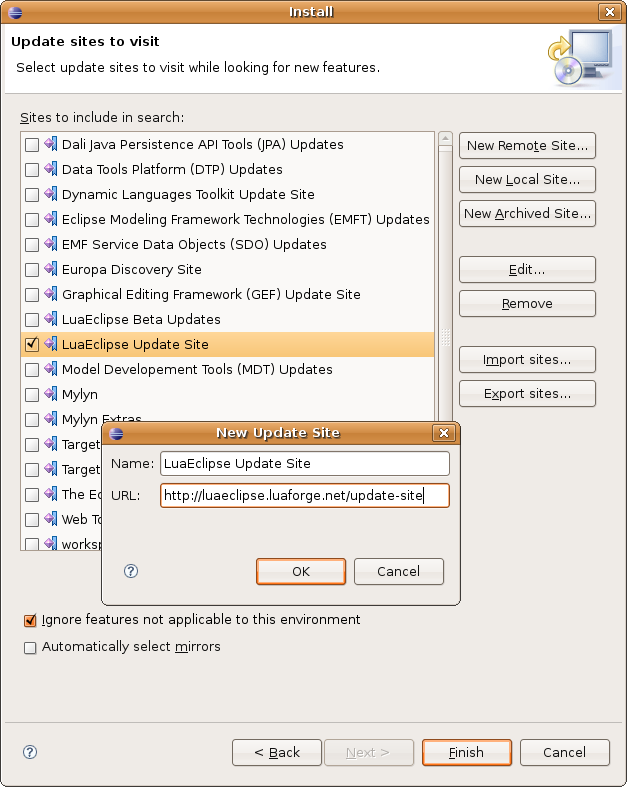 Install
Update sites to visit
Select update sites to visit while looking for new features.
Sites to include in search:
Dali Java Persistence API Tools (JPA) Updates
Data Tools Platform (DTP) Updates
Dynamic Languages Toolkit Update Site
Eclipse Modeling Framework Technologies (EMFT) Updates
EMF Service Data Objects (SDO) Updates
Europa Discovery Site
Graphical Editing Framework (GEF) Update Site
LuaEclipse Beta Updates
LuaEclipse Update Site
Model Developement Tools (MDT) Updates
Mylyn
Mylyn Extras
Target
Target
The Ec
Web To
worksp
New Remote Site...
New Local Site...
New Archived Site...
Edit...
Remove
Import sites...
Export sites...
New Update Site
Name: LuaEclipse Update Site
URL: http://luaeclipse.luaforge.net/update-site
OK Cancel
Ignore features not applicable to this environment
Automatically select mirrors
< Back Next > Finish Cancel